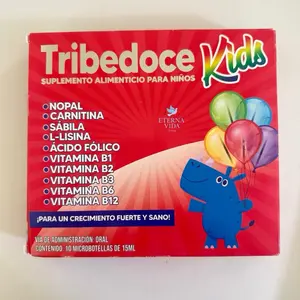 Tribedoce Kids
SUPLEMENTO ALIMENTICIO PARA NIÑOS
NOPAL
CARNITINA
SÁBILA
L-LISINA
ÁCIDO FÓLICO
VITAMINA B1
VITAMINA B2
VITAMINA B3
VITAMINA B6
VITAMINA B12
ETERNA
VIDA
¡PARA UN CRECIMIENTO FUERTE Y SANO!
VIA DE ADMINISTRACIÓN: ORAL
CONTENIDO: 10 MICROBOTELLAS DE 15ML